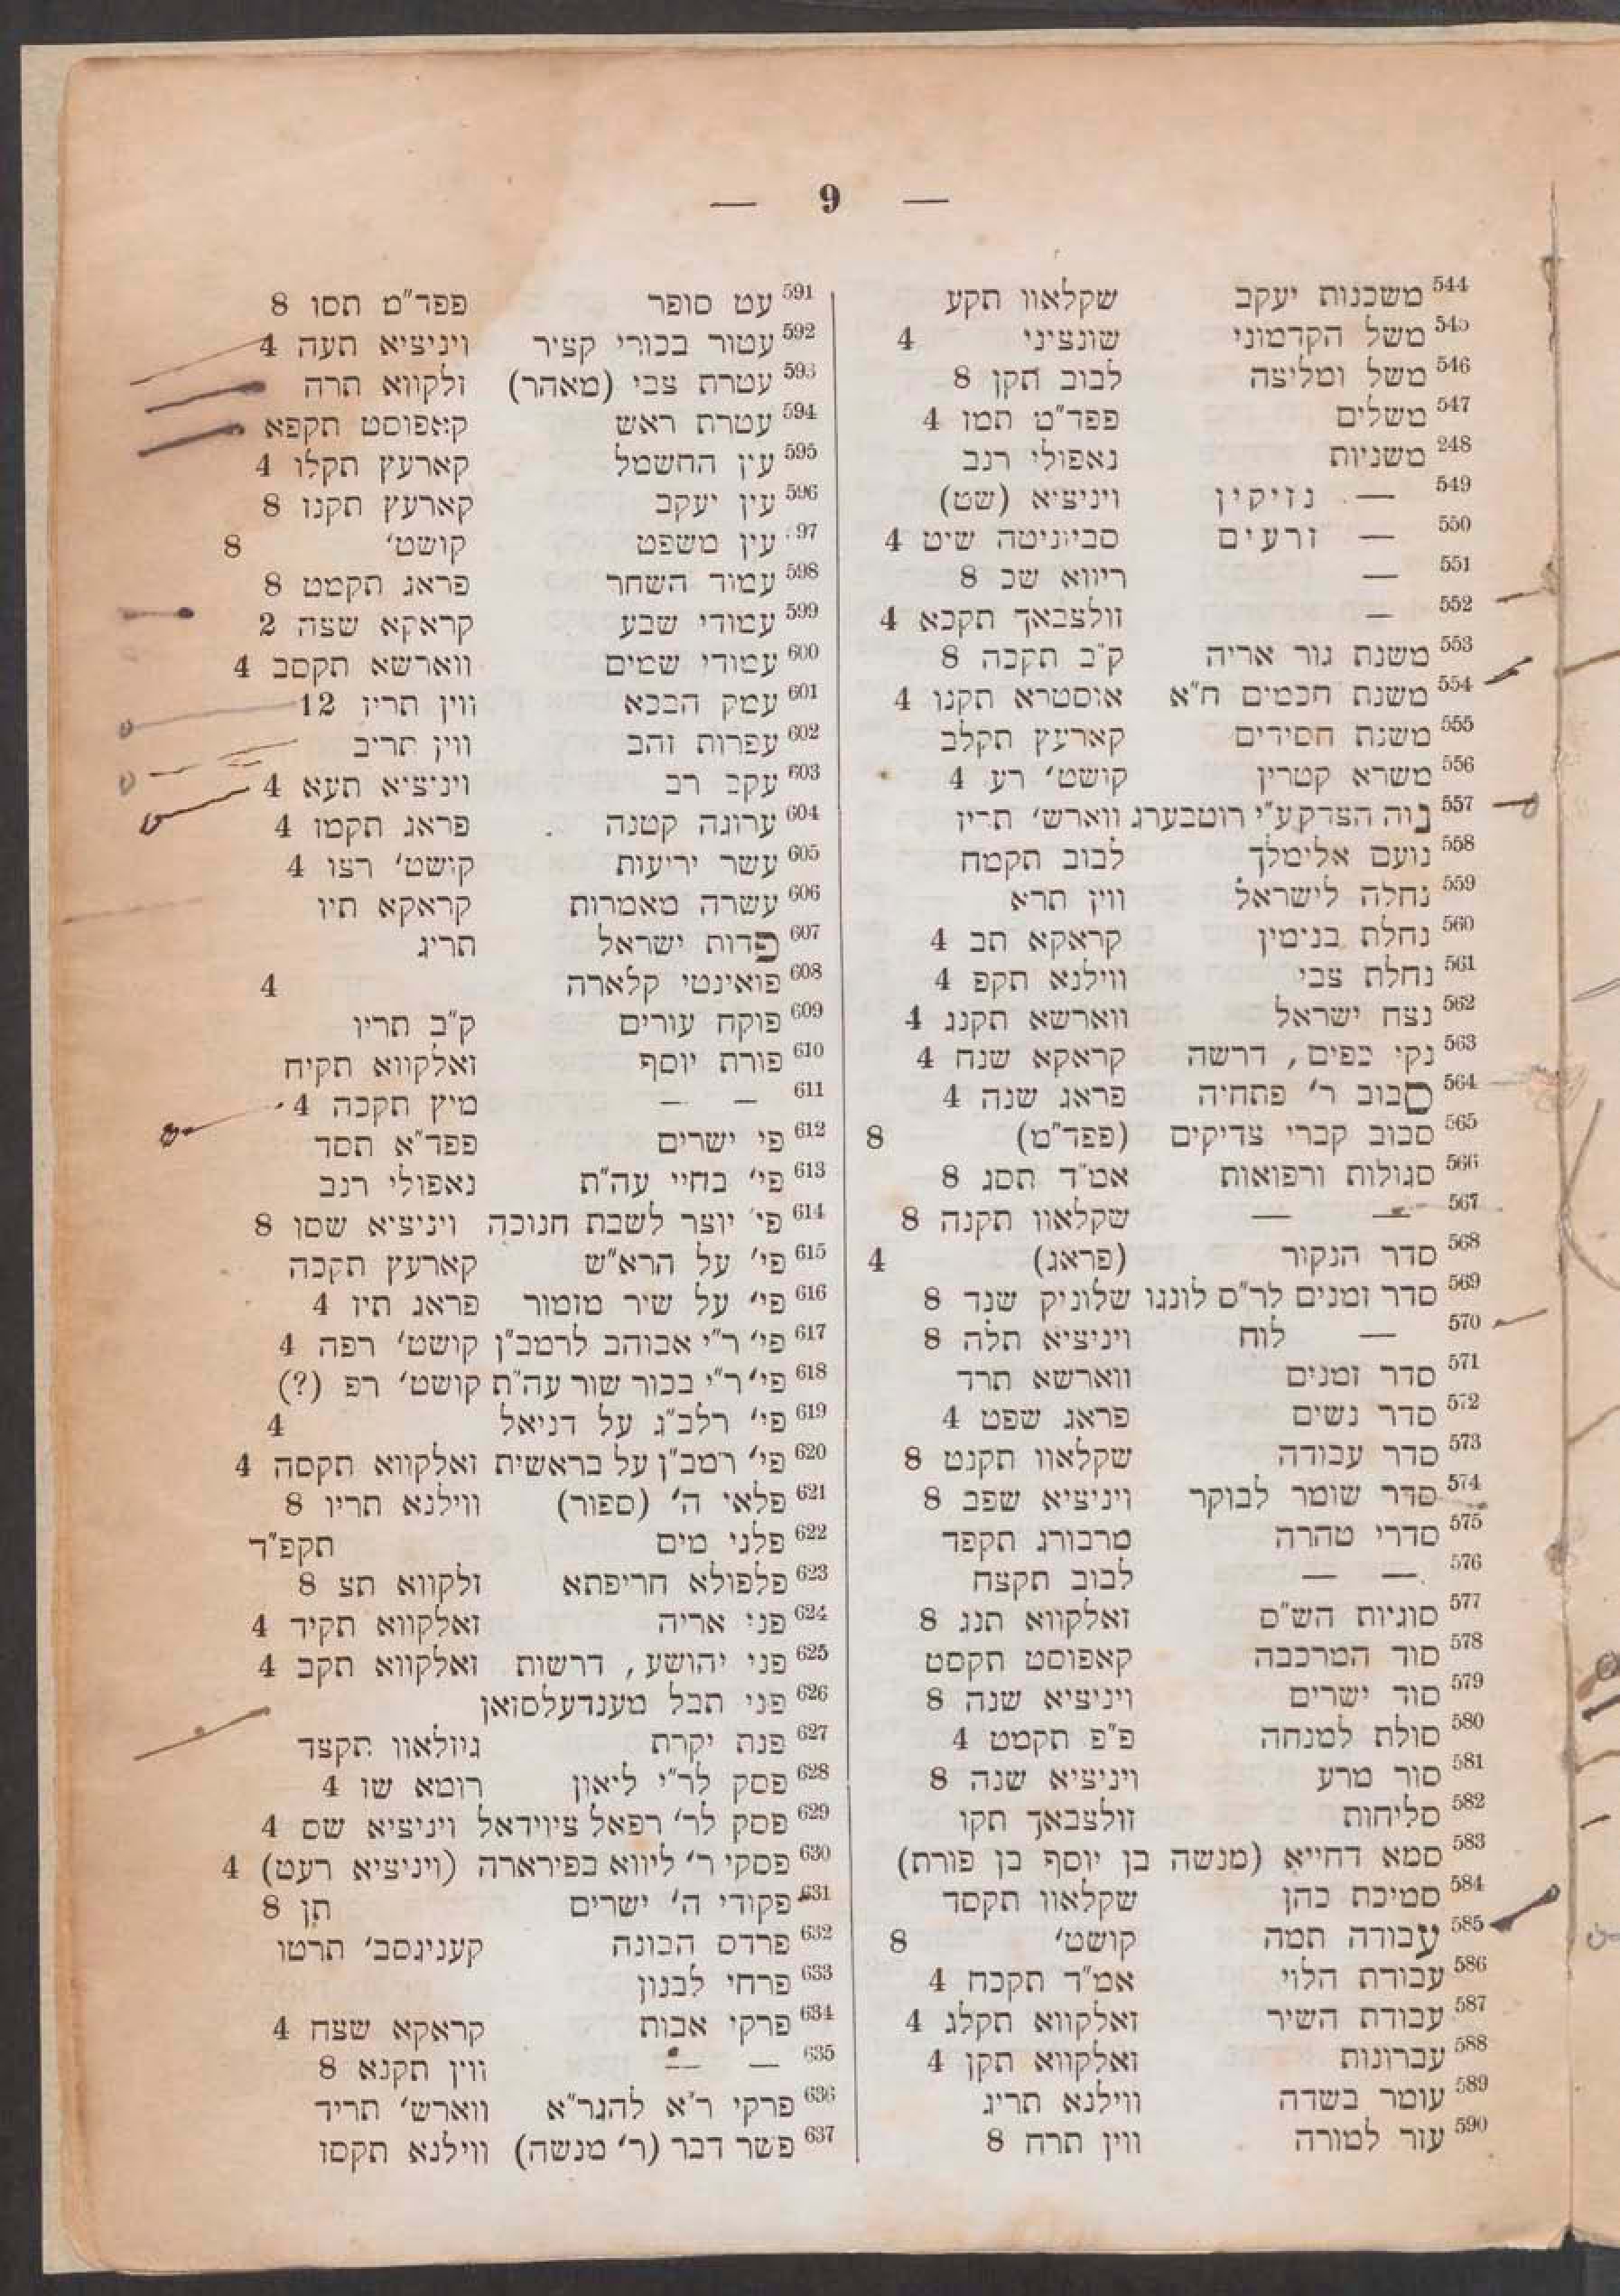 — 9 —
544 משכנות יעקב שקלאוו תקע
545 משל הקדמוני שונציני 4
546 משל ומליצה לבוב תקן 8
547 משלים פפד"מ תמז 4
248 משניות נאפולי רנב
549 — נזיקין ויניציא (שט)
550 — זרעים סביוניטה שיט 4
551 — ריווא שכ 8
552 — זולצבאך תקכא 4
553 משנת גור אריה ק"ב תקכה 8
554 משנת חכמים ח"א אוסטרא תקנו 4
555 משנת חסידים קארעץ תקלב
556 משרא קטרין קושט' רע 4
557 נוה הצדק ע"י רוטבערג ווארש' תרין
558 נועם אלימלך לבוב תקמח
559 נחלה לישראל ווין תרא
560 נחלת בנימין קראקא תב 4
561 נחלת צבי ווילנא תקפ 4
562 נצח ישראל ווארשא תקנג 4
563 נקי כפים, דרשה קראקא שנח 4
564 סבוב ר' פתחיה פראג שנה 4
565 סבוב קברי צדיקים (פפד"מ) 8
566 סגולות ורפואות אמ"ד תסג 8
567 — — שקלאוו תקנה 8
568 סדר הנקור (פראג) 4
569 סדר זמנים לר"ס לונגו שלוניק שנד 8
570 — לוח ויניציא תלה 8
571 סדר זמנים ווארשא תרד
572 סדר נשים פראג שפט 4
573 סדר עבודה שקלאוו תקנט 8
574 סדר שומר לבוקר ויניציא שפב 8
575 סדרי טהרה מרבורג תקפד
576 — — לבוב תקצח
577 סוגיות הש"ס זאלקווא תנג 8
578 סוד המרכבה קאפוסט תקסט
579 סוד ישרים ויניציא שנה 8
580 סולת למנחה פ"פ תקמט 4
581 סור מרע ויניציא שנה 8
582 סליחות זולצבאך תקו
583 סמא דחייא (מנשה בן יוסף בן פורת)
584 סמיכת כהן שקלאוו תקסד
585 עבודה תמה קושט' 8
586 עבודת הלוי אמ"ד תקכח 4
587 עבודת השיר זאלקווא תקלג 4
588 עברונות זאלקווא תקן 4
589 עומר בשדה ווילנא תריג
590 עזר למורה ווין תרח 8
591 עט סופר פפד"מ תסו 8
592 עטור בכורי קציר ויניציא תעה 4
593 עטרת צבי (מאהר) זלקווא תרה
594 עטרת ראש קאפוסט תקפא
595 עין החשמל קארעץ תקלו 4
596 עין יעקב קארעץ תקנו 8
97 עין משפט קושט' 8
598 עמוד השחר פראג תקמט 8
599 עמודי שבע קראקא שצה 2
600 עמודי שמים ווארשא תקסב 4
601 עמק הבכא ווין תריז 12
602 עפרות זהב ווין תריב
603 עקב רב ויניציא תעא 4
604 ערוגה קטנה פראג תקמז 4
605 עשר יריעות קושט' רצו 4
606 עשרה מאמרות קראקא תיו
607 פדות ישראל תריג
608 פואינטי קלארה 4
609 פוקח עורים ק"ב תריו
610 פורת יוסף זאלקווא תקיח
611 — — מיץ תקכה 4
612 פי ישרים פפד"א תסד
613 פי' בחיי עה"ת נאפולי רנב
614 פי' יוצר לשבת חנוכה ויניציא שסו 8
615 פי' על הרא"ש קארעץ תקכה
616 פי' על שיר מזמור פראג תיז 4
617 פי' ר"י אבוהב לרמב"ן קושט' רפה 4
618 פי' ר"י בכור שור עה"ת קושט' רפ (?)
619 פי' רלב"ג על דניאל 4
620 פי' רמב"ן על בראשית זאלקווא תקסה 4
621 פלאי ה' (ספור) ווילנא תריו 8
622 פלגי מים תקפ"ד
623 פלפולא חריפתא זלקווא תצ 8
624 פני אריה זאלקווא תקיד 4
625 פני יהושע, דרשות זאלקווא תקב 4
626 פני תבל מענדעלסזאן
627 פנת יקרת גוזלאוו תקצד
628 פסק לר"י ליאון רומא שו 4
629 פסק לר' רפאל ציוידאל ויניציא שם 4
630 פסקי ר' ליווא בפירארה (ויניציא רעט) 4
631 פקודי ה' ישרים תן 8
632 פרדס הבונה קענינסב' תרטו
633 פרחי לבנון
634 פרקי אבות קראקא שצח 4
635 — — ווין תקנא 8
636 פרקי ר"א להגר"א ווארש' תריד
637 פשר דבר (ר' מנשה) ווילנא תקסו